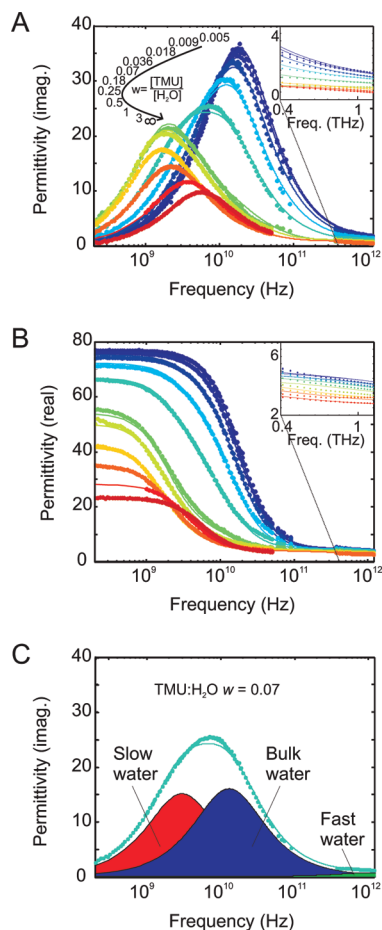 A
40
30
20
10
0
Permittivity (imag.)
0.005
0.009
0.018
0.036
0.07
0.18
0.25
0.5
1
3
∞
w= [TMU]
[H₂O]
4
2
0
0.4
1
Freq. (THz)
10⁹
10¹⁰
10¹¹
10¹²
Frequency (Hz)
B
80
60
40
20
0
Permittivity (real)
6
2
0.4
1
Freq. (THz)
10⁹
10¹⁰
10¹¹
10¹²
Frequency (Hz)
C
40
30
20
10
0
Permittivity (imag.)
TMU:H₂O w = 0.07
Slow
water
Bulk
water
Fast
water
10⁹
10¹⁰
10¹¹
10¹²
Frequency (Hz)